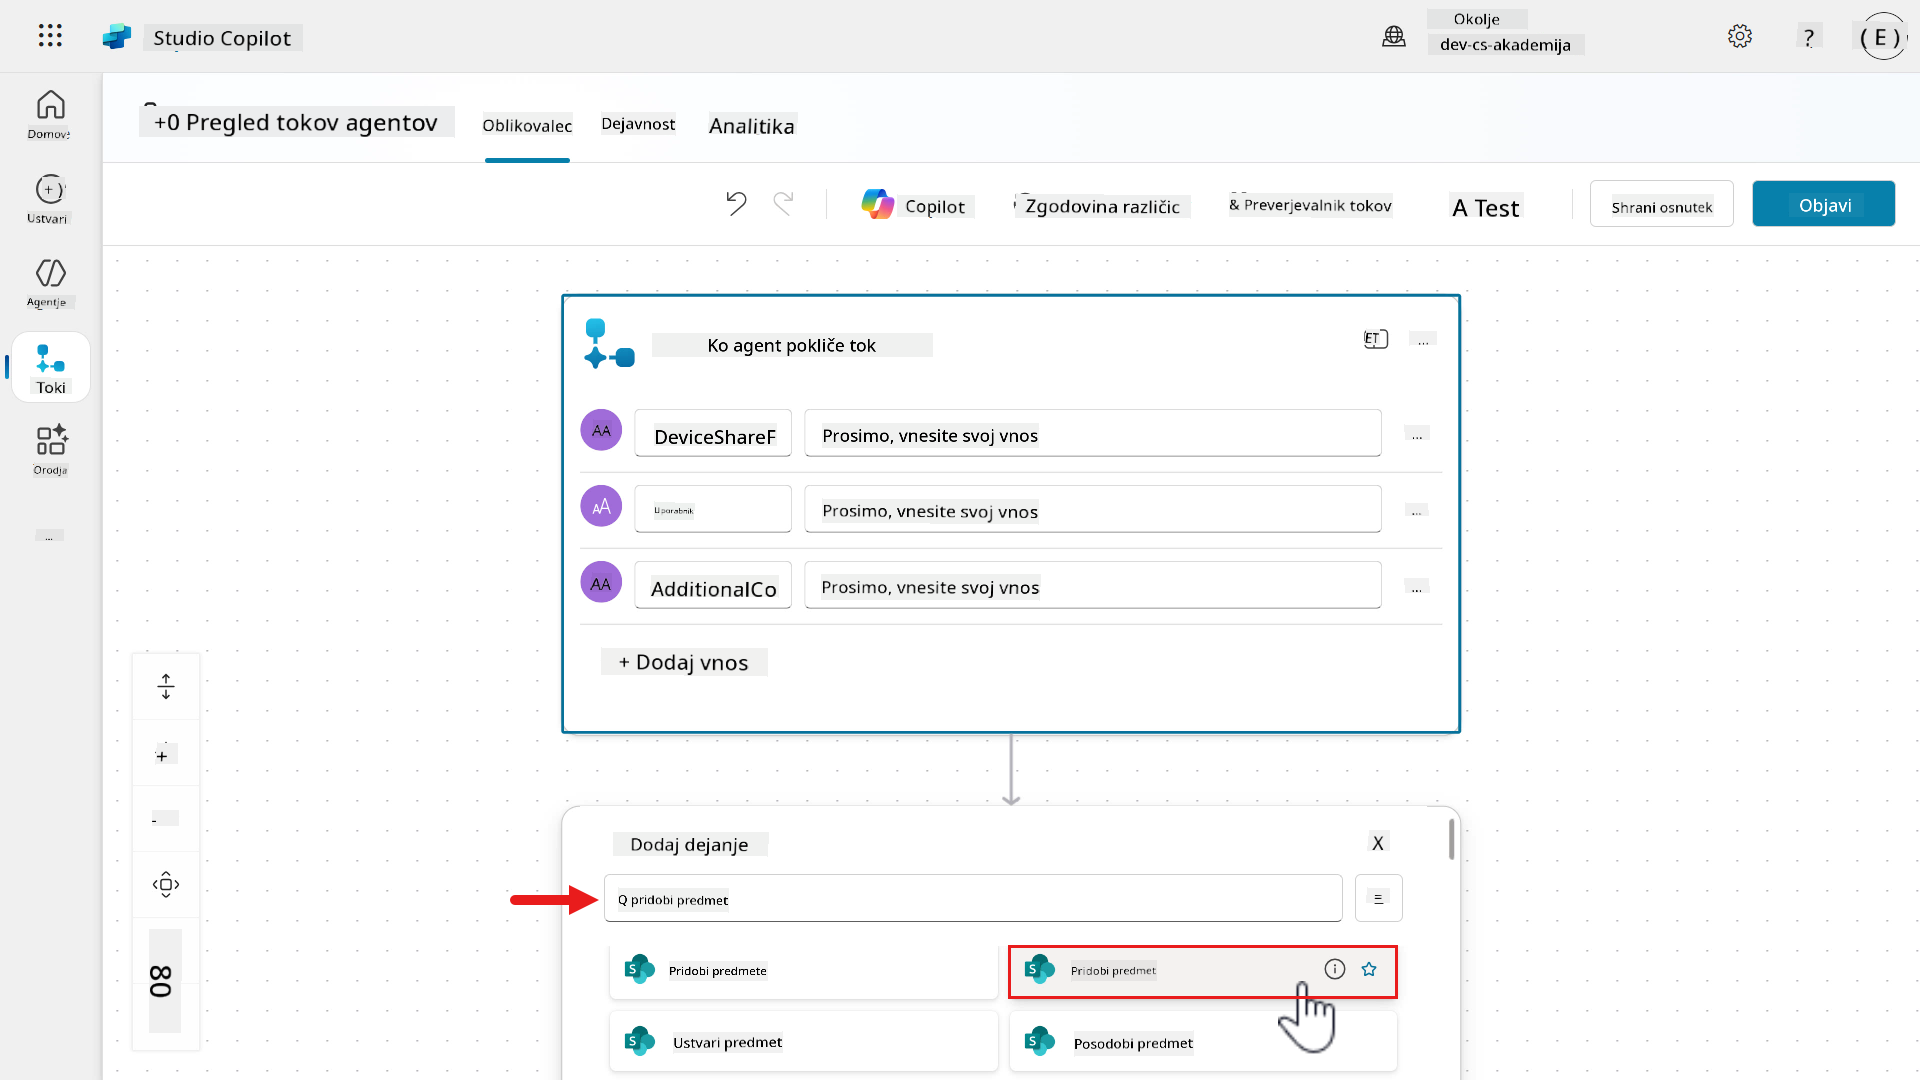 Studio Copilot
Okolje
dev-cs-akademija
?
( E )
Domov
Ustvari
Agentje
Toki
Orodja
...
+0 Pregled tokov agentov
Oblikovalec
Dejavnost
Analitika
Copilot
Zgodovina različic
& Preverjevalnik tokov
A Test
Shrani osnutek
Objavi
Ko agent pokliče tok
...
AA
DeviceShareF
Prosimo, vnesite svoj vnos
...
AA
Uporabnik
Prosimo, vnesite svoj vnos
...
AA
AdditionalCo
Prosimo, vnesite svoj vnos
...
+ Dodaj vnos
+
-
80
Dodaj dejanje
X
Q pridobi predmet
Pridobi predmete
Pridobi predmet
Ustvari predmet
Posodobi predmet